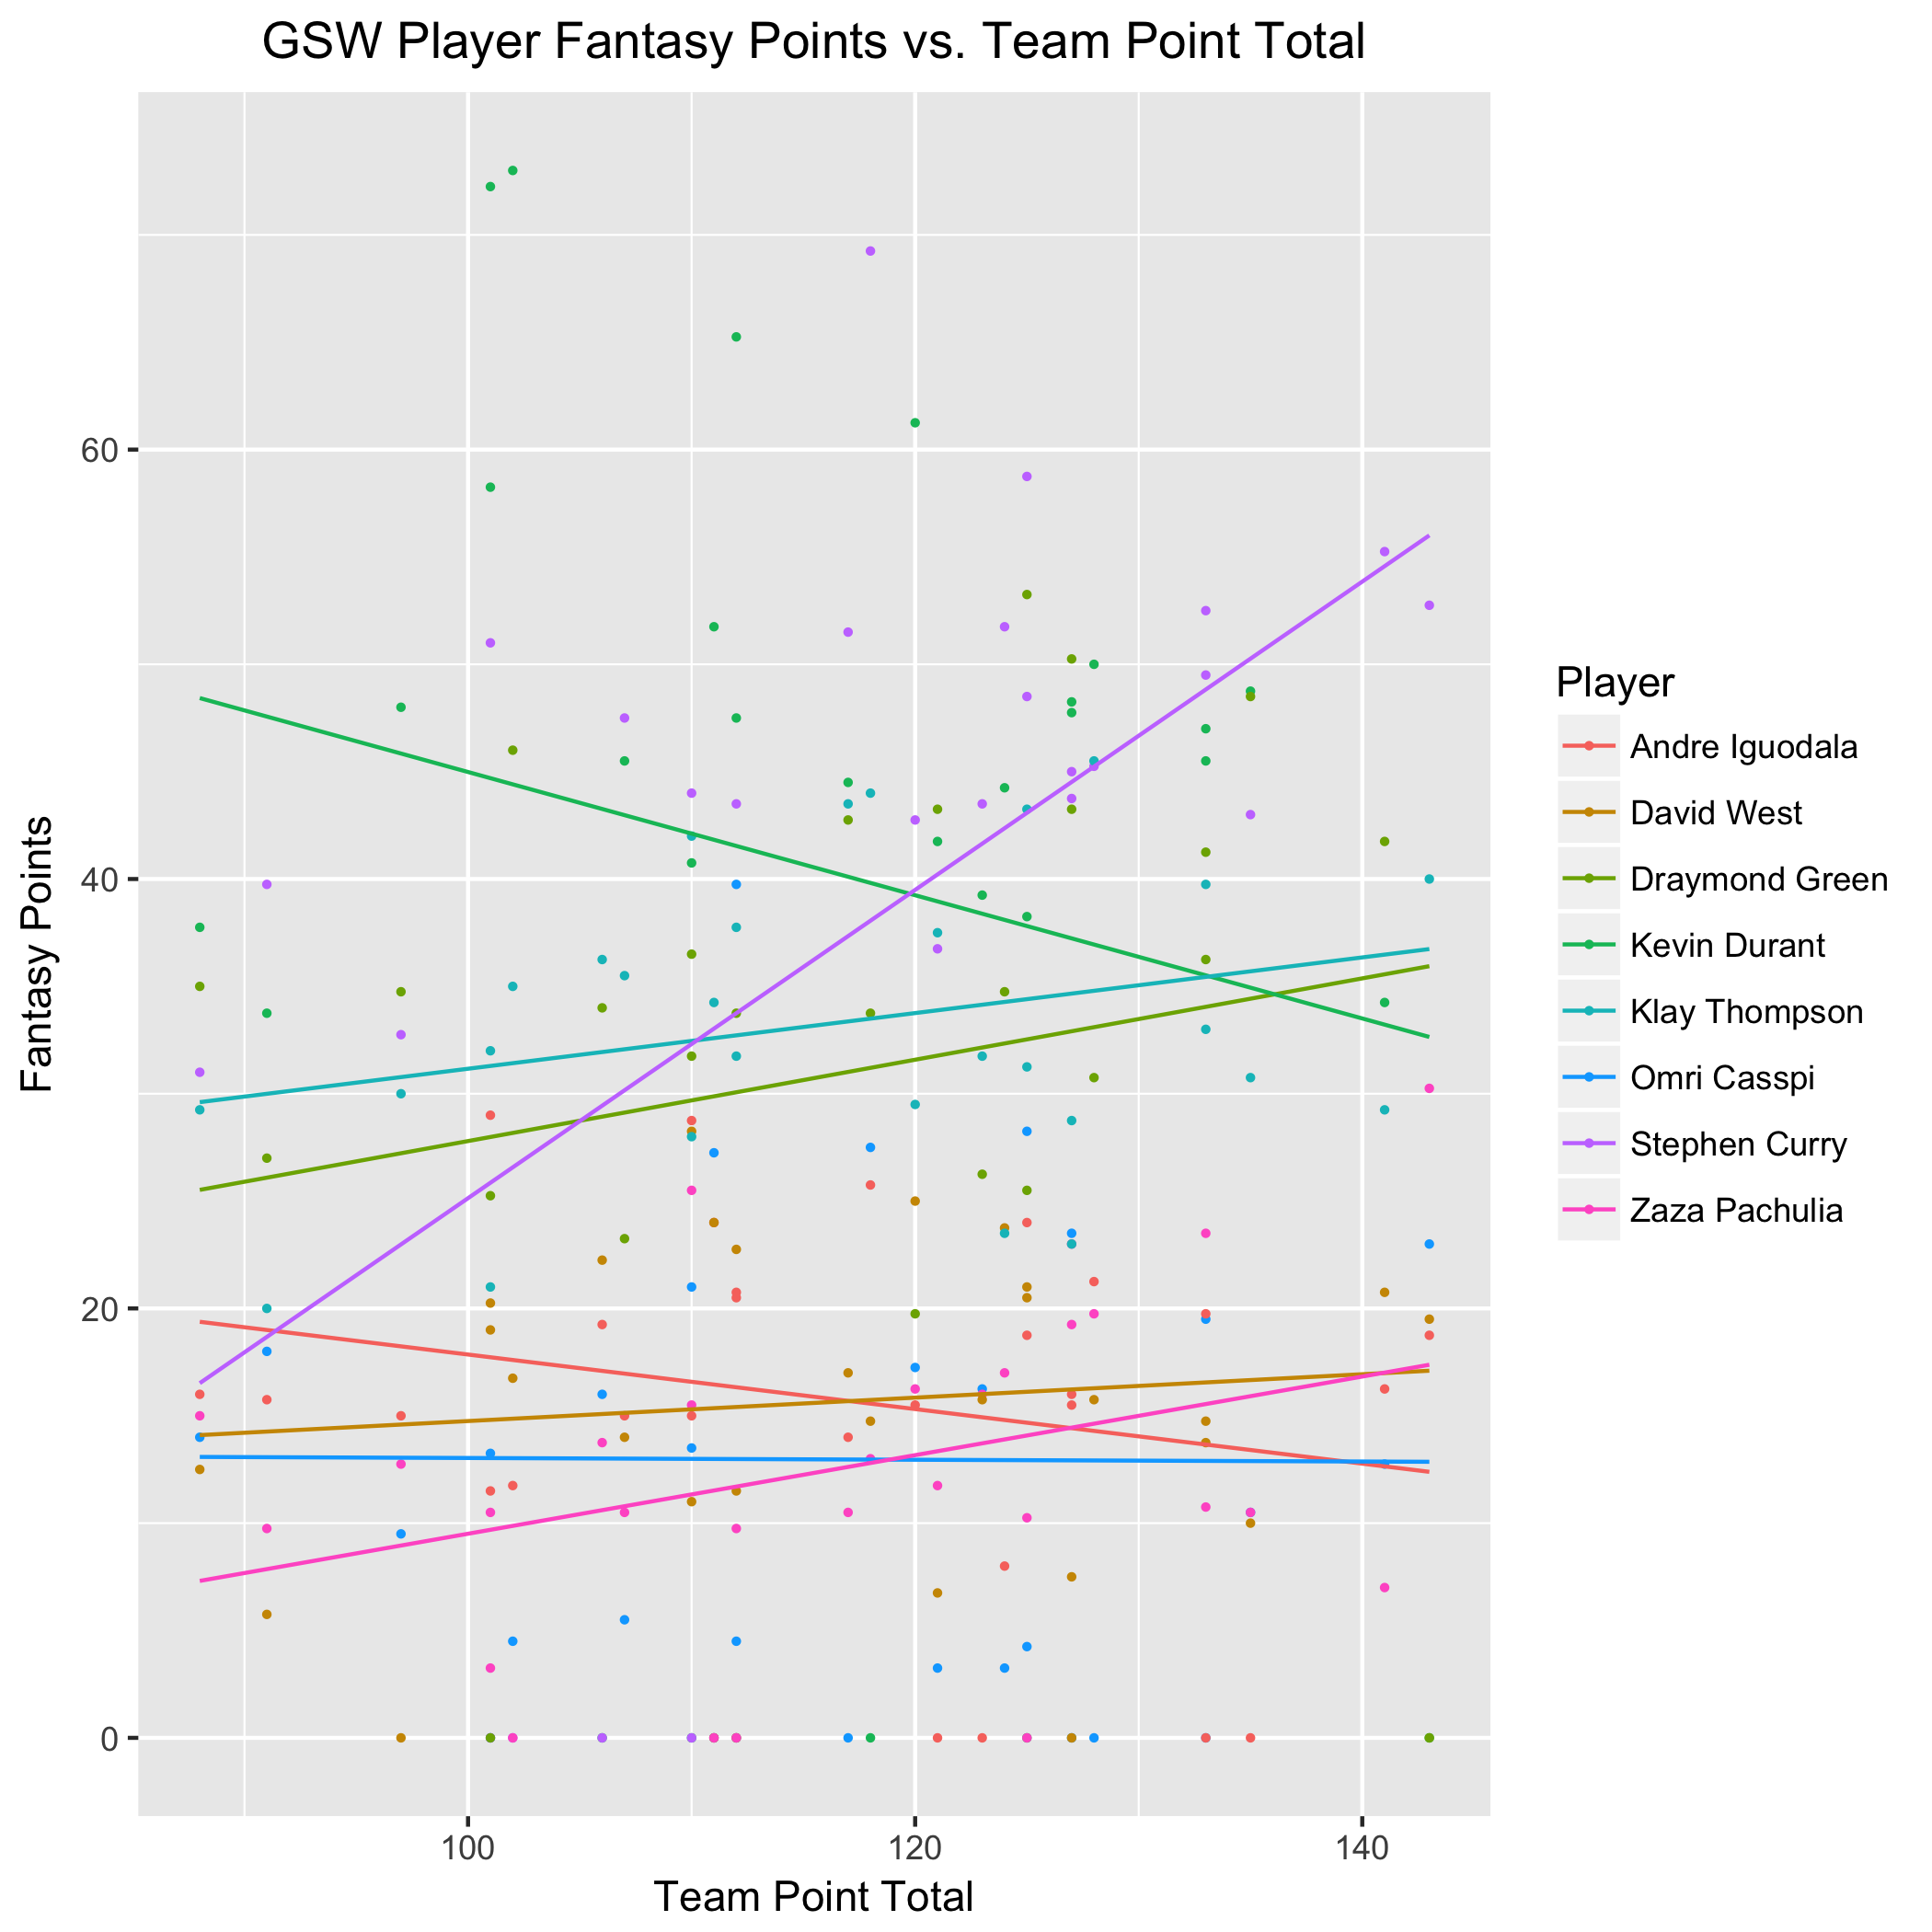 GSW Player Fantasy Points vs. Team Point Total
Fantasy Points
60
40
20
0
100
120
140
Team Point Total
Player
Andre Iguodala
David West
Draymond Green
Kevin Durant
Klay Thompson
Omri Casspi
Stephen Curry
Zaza Pachulia